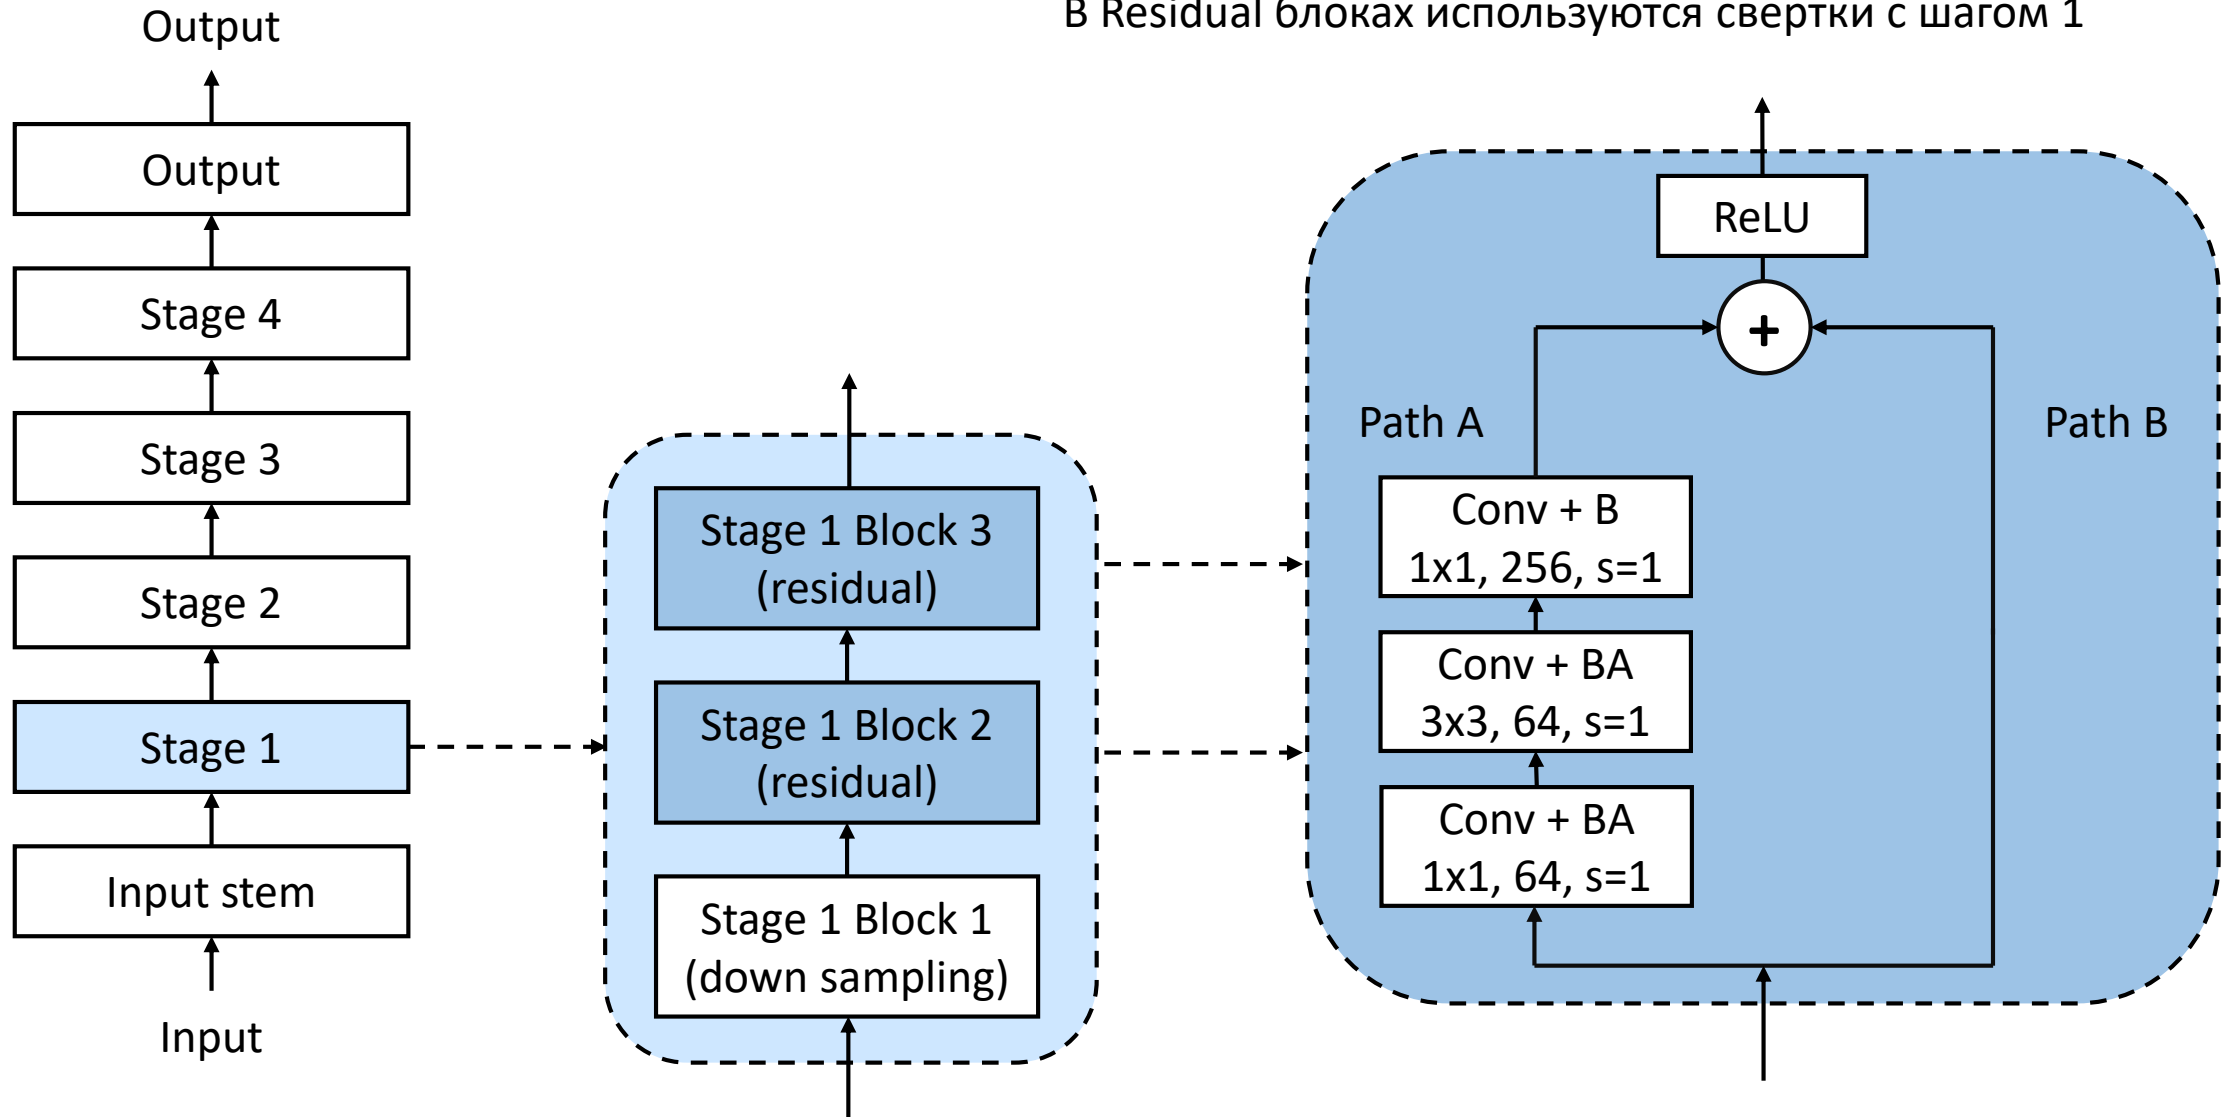 В Residual блоках используются свертки с шагом 1
Output
Output
Stage 4
Stage 3
Stage 2
Stage 1
Input stem
Input
Stage 1 Block 3
(residual)
Stage 1 Block 2
(residual)
Stage 1 Block 1
(down sampling)
ReLU
+
Path A
Path B
Conv + B
1x1, 256, s=1
Conv + BA
3x3, 64, s=1
Conv + BA
1x1, 64, s=1